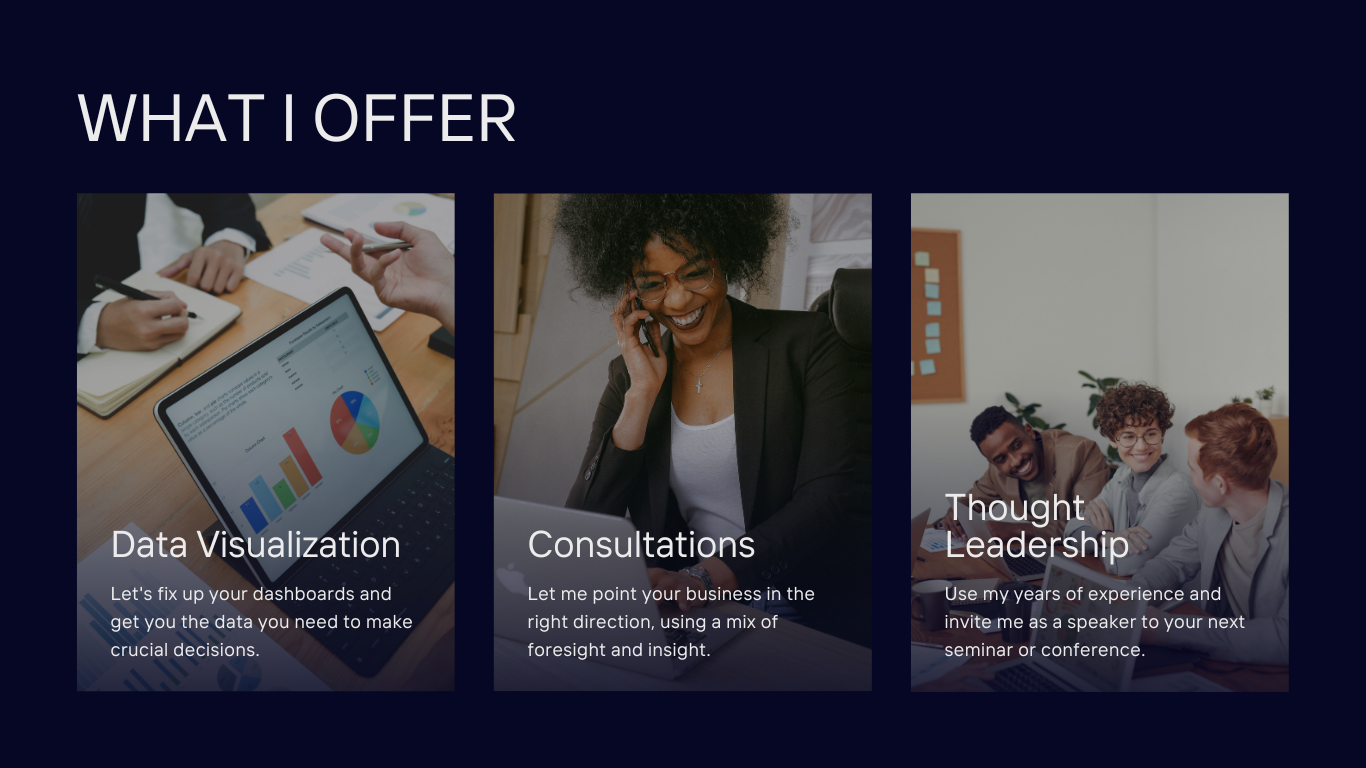 WHAT I OFFER
Data Visualization
Let's fix up your dashboards and
get you the data you need to make
crucial decisions.
Consultations
Let me point your business in the
right direction, using a mix of
foresight and insight.
Thought
Leadership
Use my years of experience and
invite me as a speaker to your next
seminar or conference.